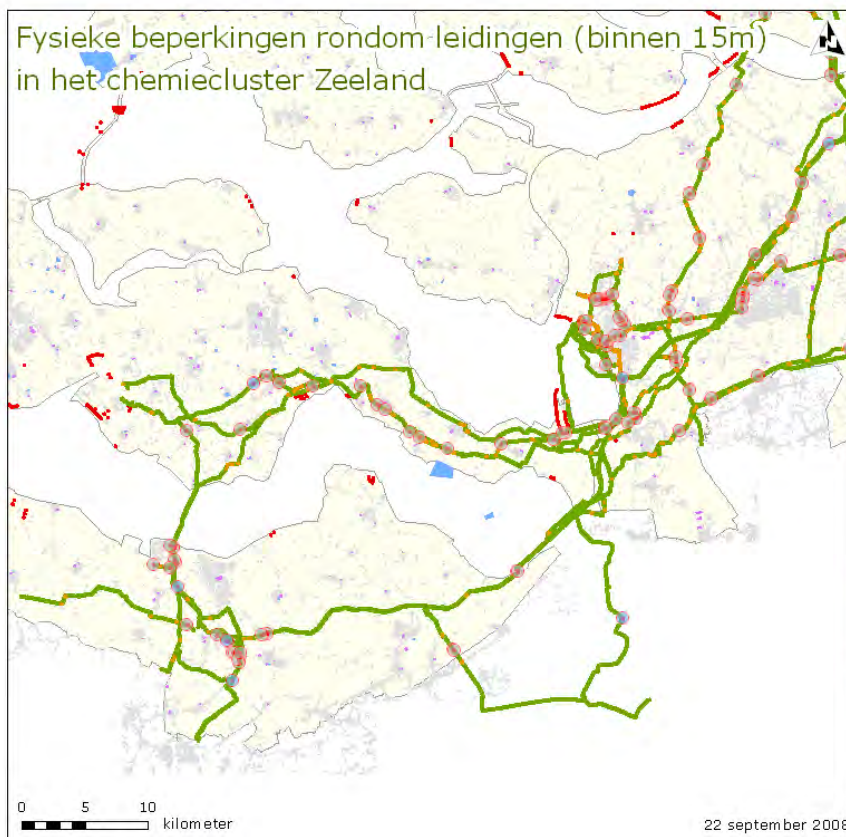 Fysieke beperkingen rondom leidingen (binnen 15m)
in het chemiecluster Zeeland
N
0 5 10
kilometer
22 september 2008